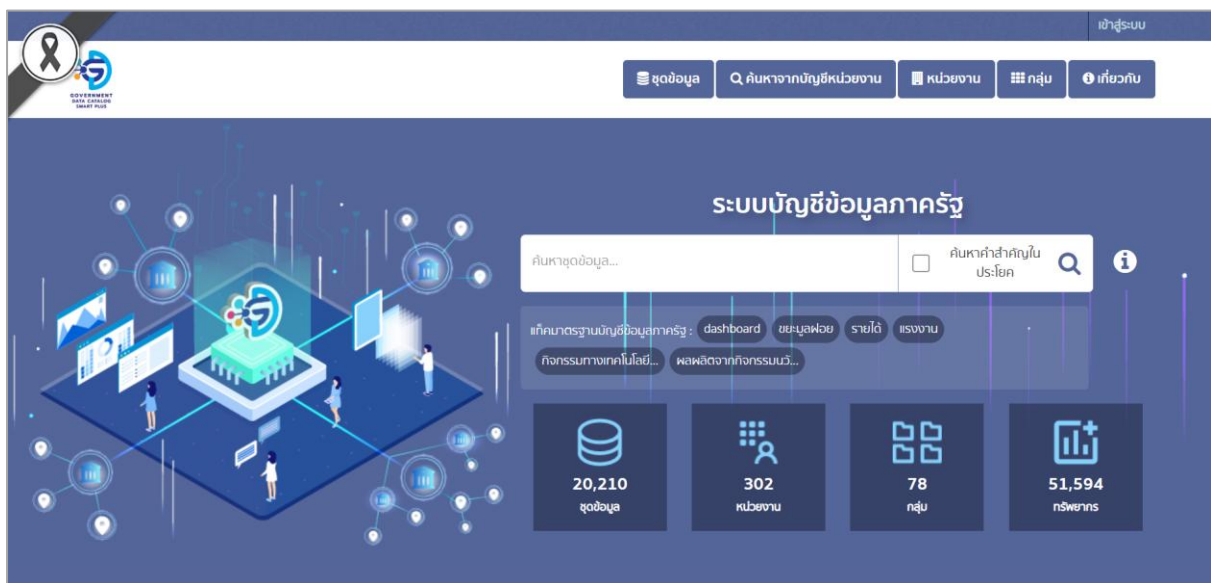 เข้าสู่ระบบ
GOVERNMENT
DATA CATALOG
SMART PLUS
ชุดข้อมูล
ค้นหาจากบัญชีหน่วยงาน
หน่วยงาน
กลุ่ม
เกี่ยวกับ
ระบบบัญชีข้อมูลภาครัฐ
ค้นหาชุดข้อมูล...
ค้นหาคำสำคัญใน
ประโยค
แท็คมาตรฐานบัญชีข้อมูลภาครัฐ : dashboard ขยะมูลฝอย รายได้ แรงงาน
กิจกรรมทางเทคโนโลยี... ผลผลิตจากกิจกรรมนวั...
20,210
ชุดข้อมูล
302
หน่วยงาน
78
กลุ่ม
51,594
ทรัพยากร